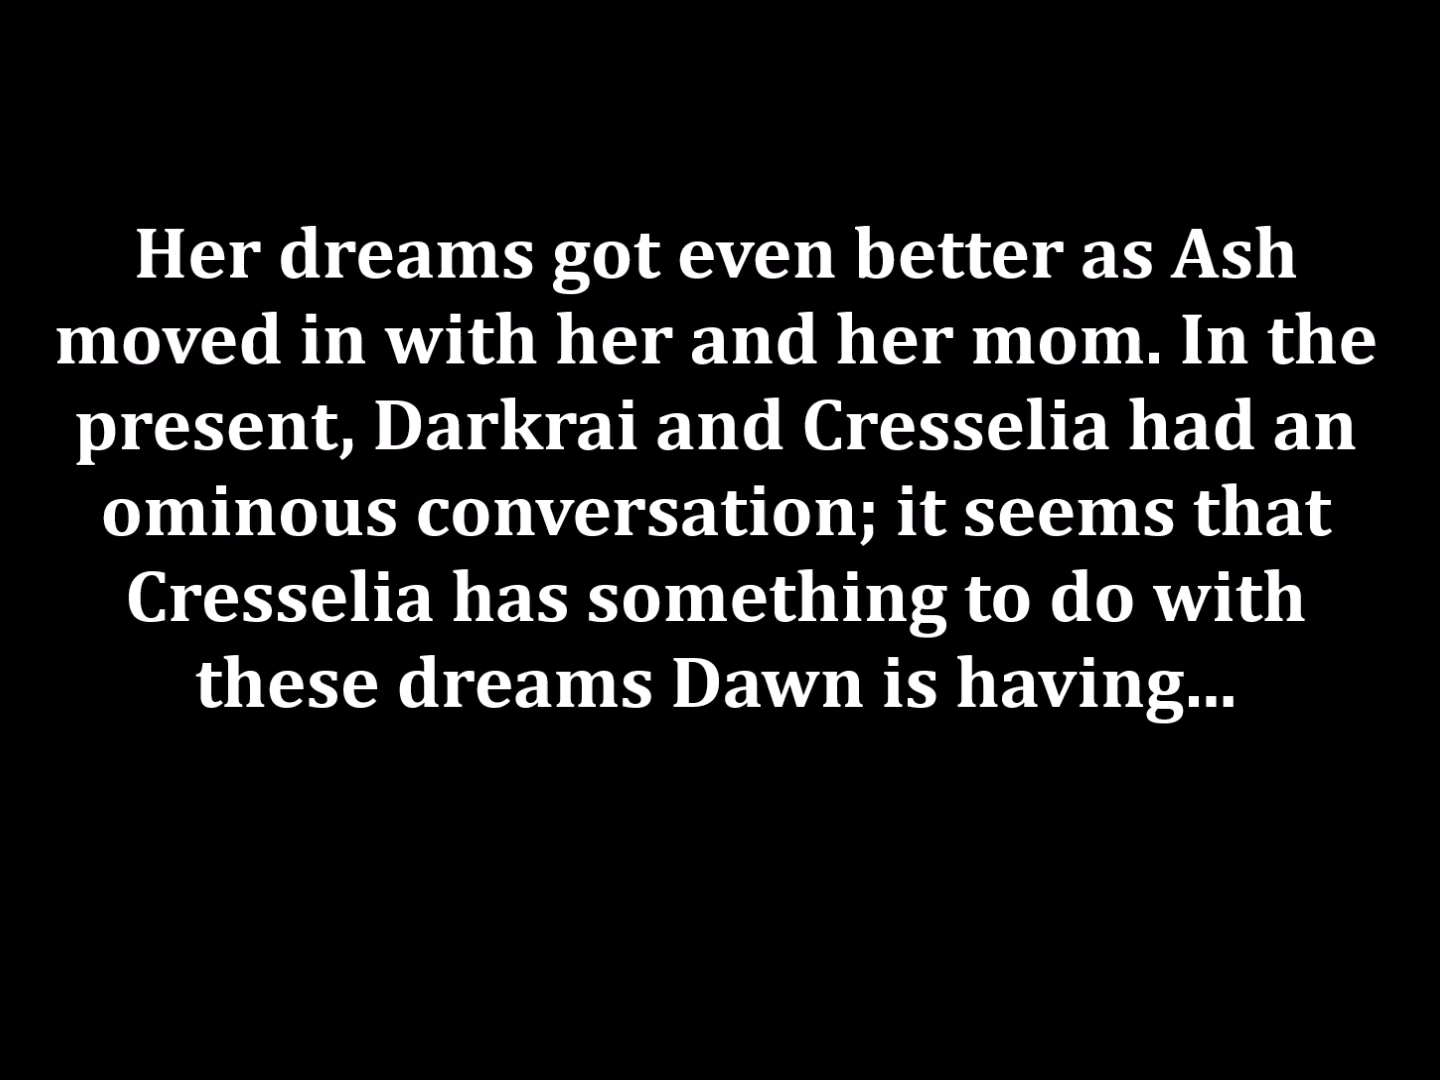 Her dreams got even better as Ash
moved in with her and her mom. In the
present, Darkrai and Cresselia had an
ominous conversation; it seems that
Cresselia has something to do with
these dreams Dawn is having...